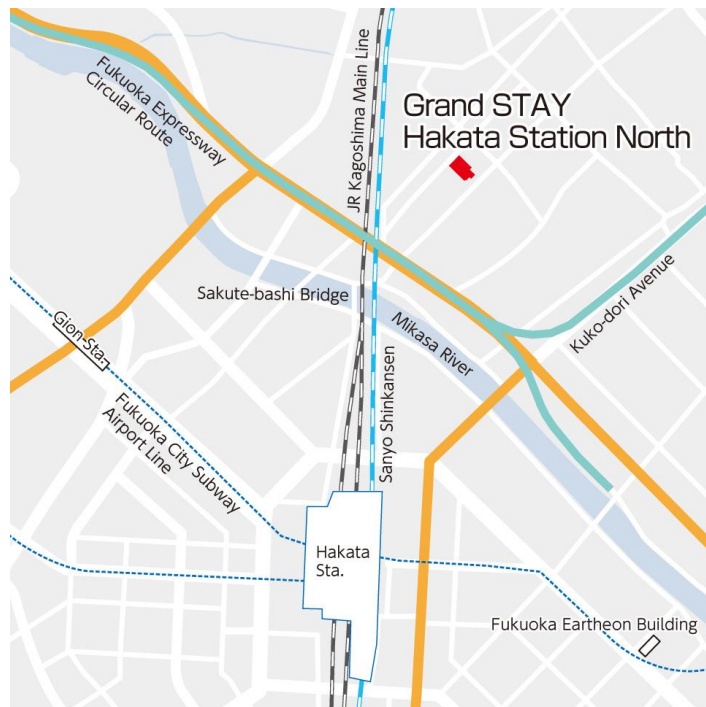 Fukuoka Expressway
Circular Route
JR Kagoshima Main Line
Grand STAY
Hakata Station North
Sakute-bashi Bridge
Mikasa River
Kuko-dori Avenue
Gion Sta.
Fukuoka City Subway
Airport Line
Sanyo Shinkansen
Hakata
Sta.
Fukuoka Eartheon Building